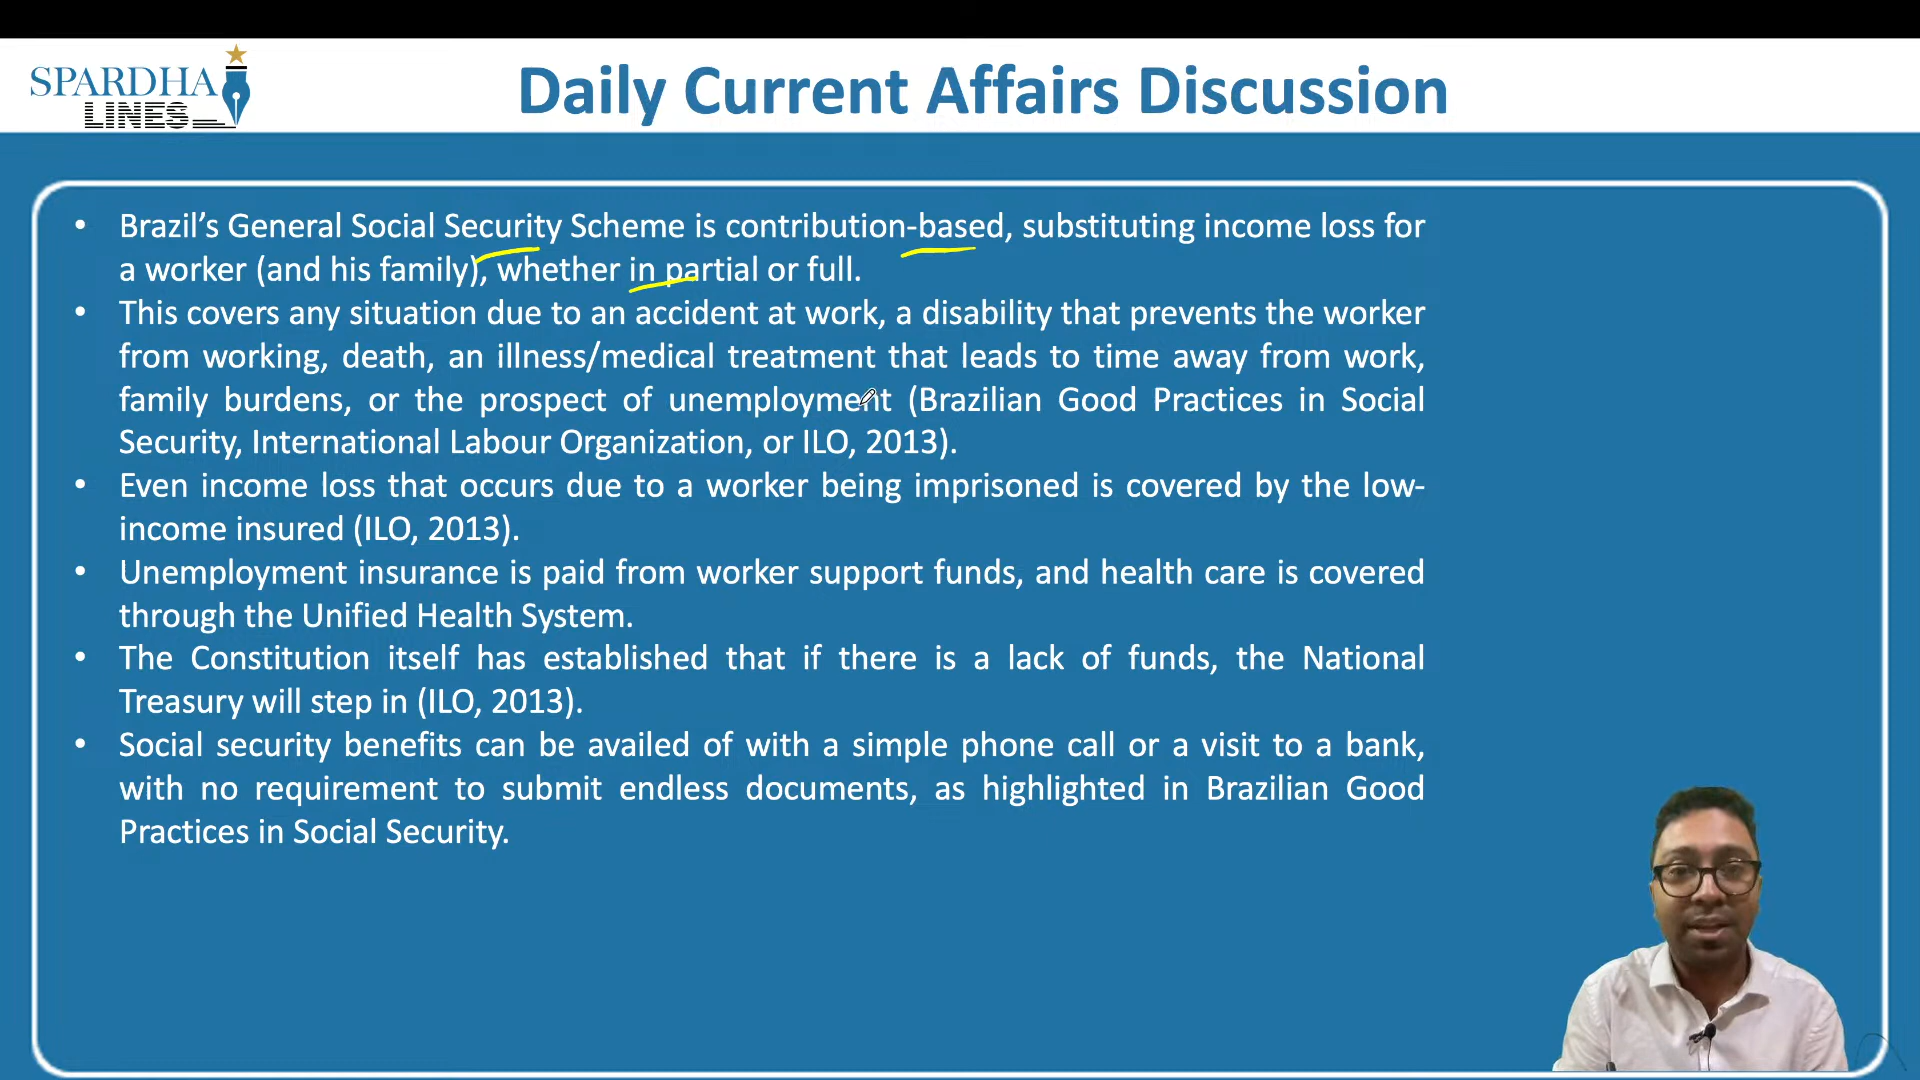 SPARDHA
LINES
Daily Current Affairs Discussion
• Brazil’s General Social Security Scheme is contribution-based, substituting income loss for
a worker (and his family), whether in partial or full.
• This covers any situation due to an accident at work, a disability that prevents the worker
from working, death, an illness/medical treatment that leads to time away from work,
family burdens, or the prospect of unemployment (Brazilian Good Practices in Social
Security, International Labour Organization, or ILO, 2013).
• Even income loss that occurs due to a worker being imprisoned is covered by the low-
income insured (ILO, 2013).
• Unemployment insurance is paid from worker support funds, and health care is covered
through the Unified Health System.
• The Constitution itself has established that if there is a lack of funds, the National
Treasury will step in (ILO, 2013).
• Social security benefits can be availed of with a simple phone call or a visit to a bank,
with no requirement to submit endless documents, as highlighted in Brazilian Good
Practices in Social Security.